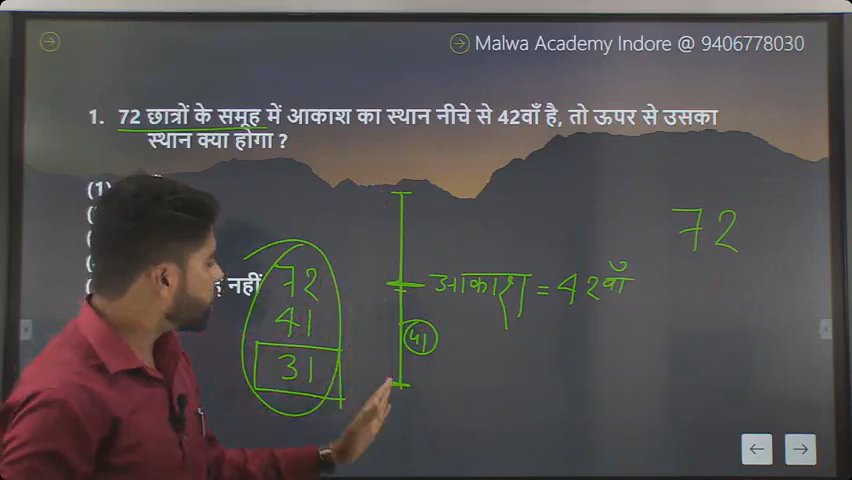 Malwa Academy Indore @ 9406778030
1. 72 छात्रों के समूह में आकाश का स्थान नीचे से 42वाँ है, तो ऊपर से उसका
स्थान क्या होगा ?
(1)
नहीं
72
41
31
41
आकाश = 42वाँ
72